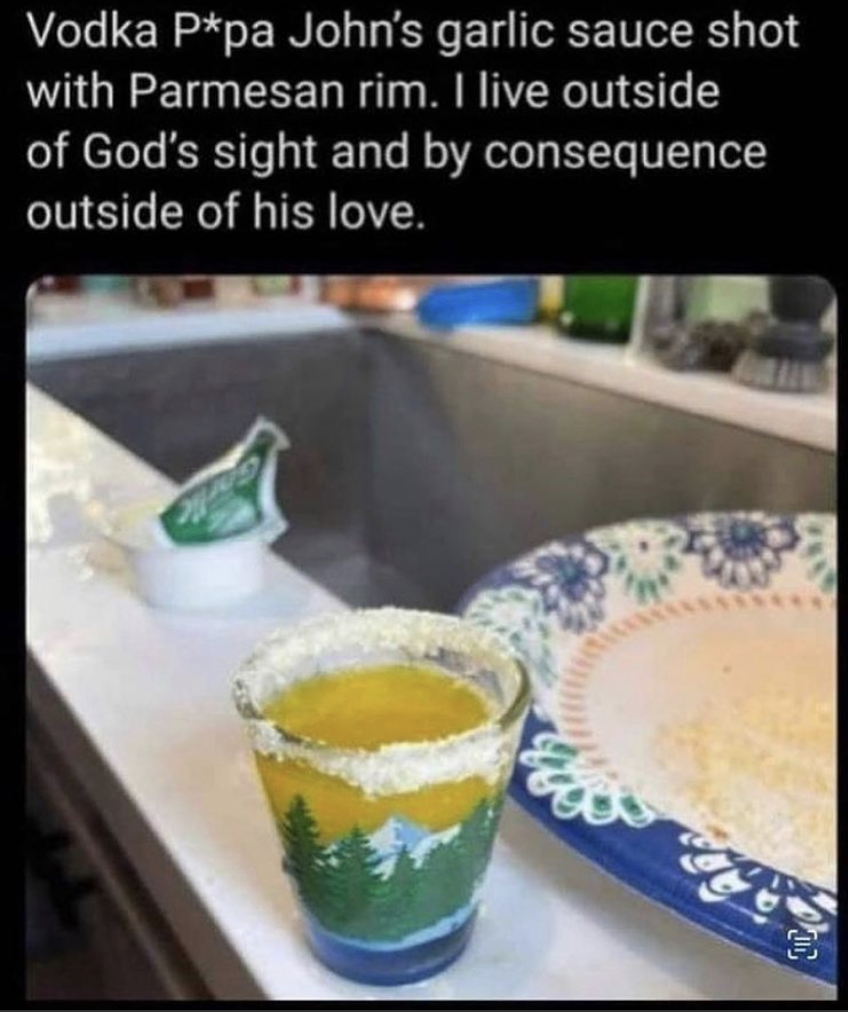 Vodka P*pa John's garlic sauce shot
with Parmesan rim. I live outside
of God's sight and by consequence
outside of his love.
Garlic